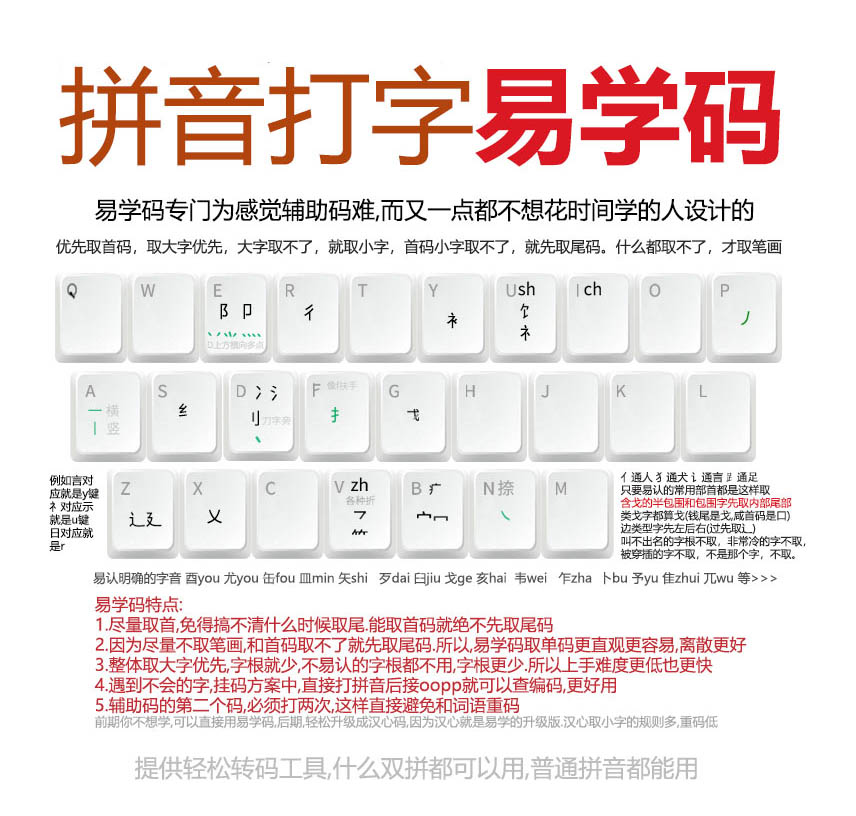 拼音打字易学码
易学码专门为感觉辅助码难,而又一点都不想花时间学的人设计的
优先取首码，取大字优先，大字取不了，就取小字，首码小字取不了，就先取尾码。什么都取不了，才取笔画
Q W E R T Y U sh I ch O P
阝 卩 彳 礻 饣 丿
衤
D上方横向多点
A S D F G H J K L
一 横 纟 冫 氵 像f扶手 扌 戈
丨 竖 刂 刀字旁
丶
Z X C V zh B N 捺 M
辶 廴 乂 各种折 疒 ㇏
宀 冖
⺮
例如言对
应就是y键
礻对应示
就是u键
日对应就
是r
亻通人 犭通犬 讠通言 ⻊通足
只要易认的常用部首都是这样取
含戈的半包围和包围字先取内部尾部
类戈字都算戈(钱尾是戈,咸首码是口)
边类型字先左后右(过先取辶)
叫不出名的字根不取，非常冷的字不取，
被穿插的字不取，不是那个字，不取。
易认明确的字音 酉you 尤you 缶fou 皿min 矢shi 歹dai 臼jiu 戈ge 亥hai 韦wei 乍zha 卜bu 予yu 隹zhui 兀wu 等>>>
易学码特点:
1.尽量取首,免得搞不清什么时候取尾.能取首码就绝不先取尾码
2.因为尽量不取笔画,和首码取不了就先取尾码.所以,易学码取单码更直观更容易,离散更好
3.整体取大字优先,字根就少,不易认的字根都不用,字根更少.所以上手难度更低也更快
4.遇到不会的字,挂码方案中,直接打拼音后接oopp就可以查编码,更好用
5.辅助码的第二个码,必须打两次,这样直接避免和词语重码
前期你不想学,可以直接用易学码,后期,轻松升级成汉心码,因为汉心就是易学的升级版.汉心取小字的规则多,重码低
提供轻松转码工具,什么双拼都可以用,普通拼音都能用